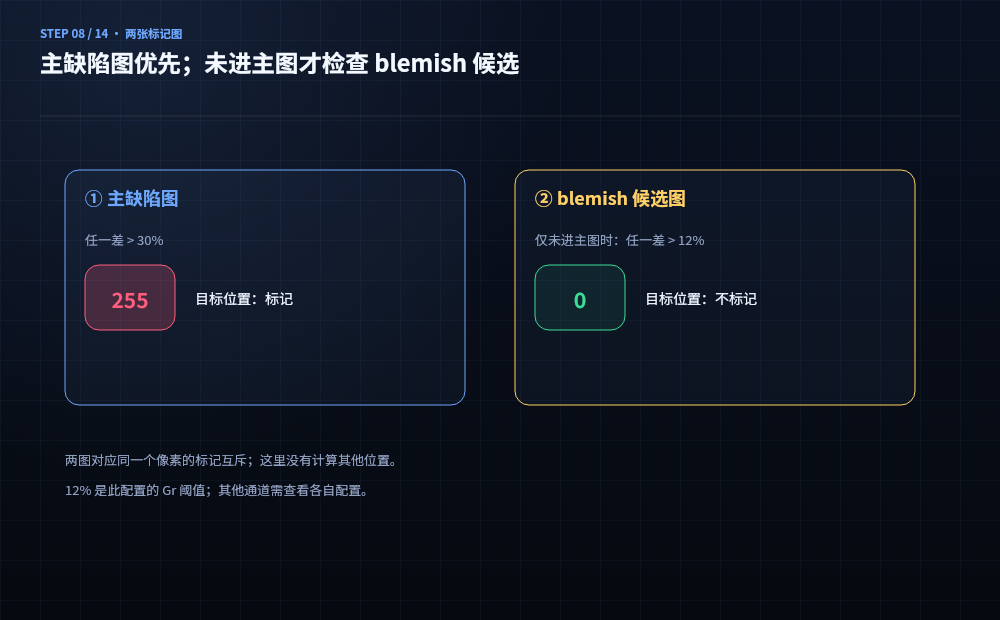 STEP 08 / 14 · 两张标记图
主缺陷图优先；未进主图才检查 blemish 候选
① 主缺陷图
任一差 > 30%
255
目标位置：标记
② blemish 候选图
仅未进主图时：任一差 > 12%
0
目标位置：不标记
两图对应同一个像素的标记互斥；这里没有计算其他位置。
12% 是此配置的 Gr 阈值；其他通道需查看各自配置。